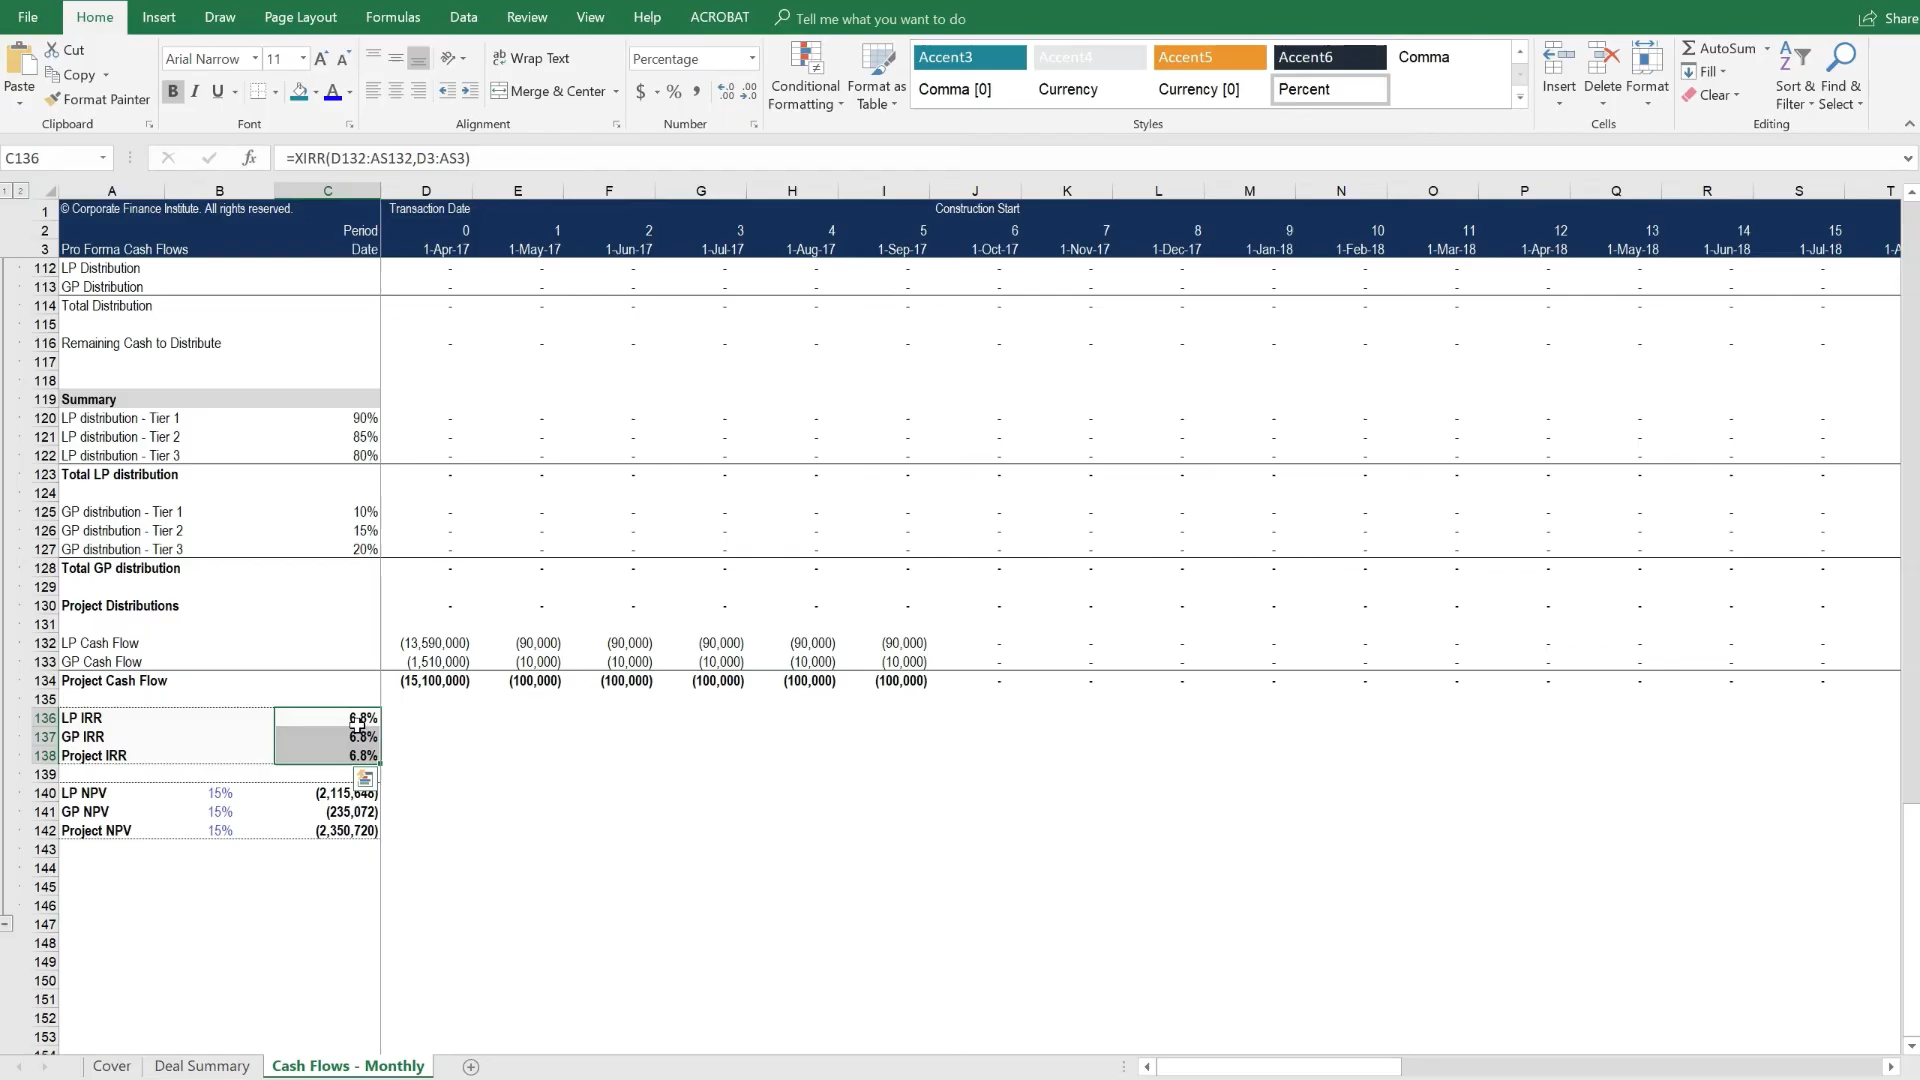 File Home Insert Draw Page Layout Formulas Data Review View Help ACROBAT Tell me what you want to do Share
Paste Cut Copy Format Painter Clipboard
Arial Narrow 11 B I U Font
Wrap Text Merge & Center Alignment
Percentage $ % Number
Conditional Formatting Format as Table
Accent3 Accent4 Accent5 Accent6 Comma
Comma [0] Currency Currency [0] Percent
Styles
Insert Delete Format Cells
AutoSum Fill Clear Sort & Filter Find & Select Editing
C136 fx =XIRR(D132:AS132,D3:AS3)
1 2 A B C D E F G H I J K L M N O P Q R S T
1 © Corporate Finance Institute. All rights reserved. Transaction Date Construction Start
2 Period 0 1 2 3 4 5 6 7 8 9 10 11 12 13 14 15
3 Pro Forma Cash Flows Date 1-Apr-17 1-May-17 1-Jun-17 1-Jul-17 1-Aug-17 1-Sep-17 1-Oct-17 1-Nov-17 1-Dec-17 1-Jan-18 1-Feb-18 1-Mar-18 1-Apr-18 1-May-18 1-Jun-18 1-Jul-18
112 LP Distribution - - - - - - - - - - - - - - - -
113 GP Distribution - - - - - - - - - - - - - - - -
114 Total Distribution - - - - - - - - - - - - - - - -
115
116 Remaining Cash to Distribute - - - - - - - - - - - - - - - -
117
118
119 Summary
120 LP distribution - Tier 1 90% - - - - - - - - - - - - - - - -
121 LP distribution - Tier 2 85% - - - - - - - - - - - - - - - -
122 LP distribution - Tier 3 80% - - - - - - - - - - - - - - - -
123 Total LP distribution - - - - - - - - - - - - - - - -
124
125 GP distribution - Tier 1 10% - - - - - - - - - - - - - - - -
126 GP distribution - Tier 2 15% - - - - - - - - - - - - - - - -
127 GP distribution - Tier 3 20% - - - - - - - - - - - - - - - -
128 Total GP distribution - - - - - - - - - - - - - - - -
129
130 Project Distributions - - - - - - - - - - - - - - - -
131
132 LP Cash Flow (13,590,000) (90,000) (90,000) (90,000) (90,000) (90,000) - - - - - - - - - -
133 GP Cash Flow (1,510,000) (10,000) (10,000) (10,000) (10,000) (10,000) - - - - - - - - - -
134 Project Cash Flow (15,100,000) (100,000) (100,000) (100,000) (100,000) (100,000) - - - - - - - - - -
135
136 LP IRR 6.8%
137 GP IRR 6.8%
138 Project IRR 6.8%
139
140 LP NPV 15% (2,115,648)
141 GP NPV 15% (235,072)
142 Project NPV 15% (2,350,720)
143
144
145
146
147
148
149
150
151
152
153
Cover Deal Summary Cash Flows - Monthly